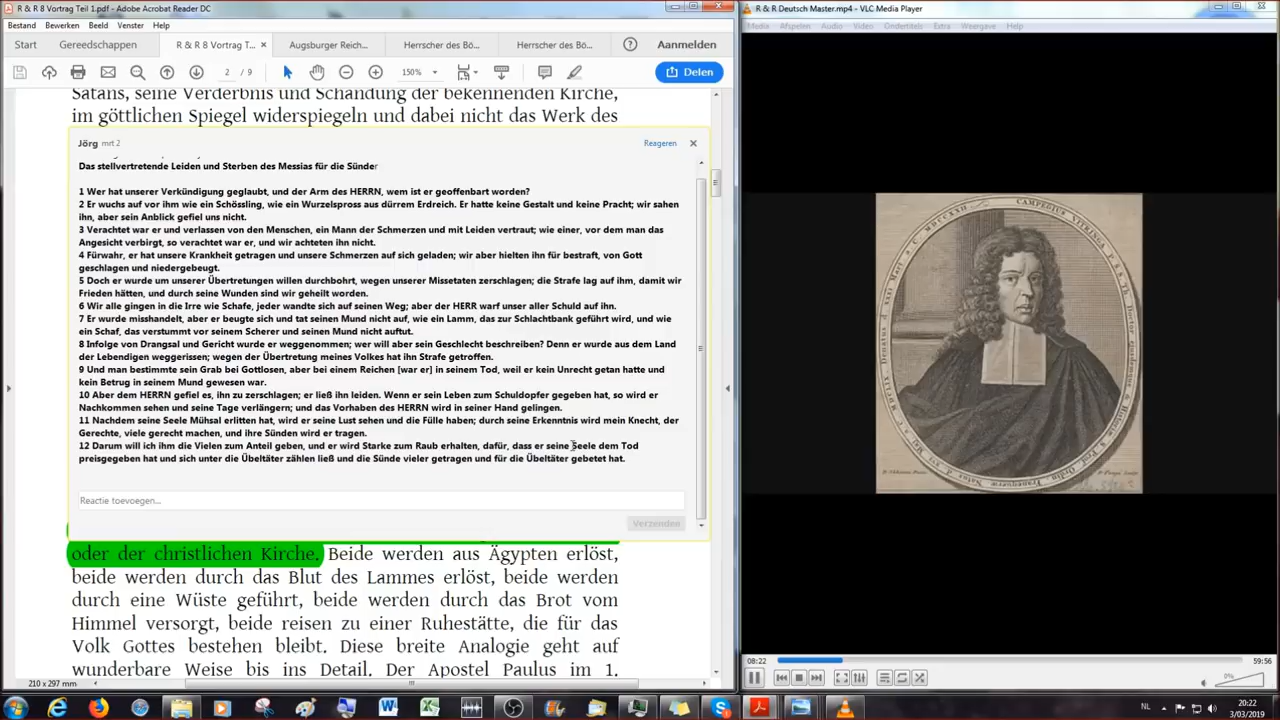 R & R 8 Vortrag Teil 1.pdf - Adobe Acrobat Reader DC
Bestand Bewerken Beeld Venster Help
Start Gereedschappen R & R 8 Vortrag T... × Augsburger Reich... Herrscher des Bö... Herrscher des Bö... Anmelden
2 / 9 150% Delen
Satans, seine Verderbnis und Schändung der bekennenden Kirche,
im göttlichen Spiegel widerspiegeln und dabei nicht das Werk des
Jörg mrt 2 Reageren
Das stellvertretende Leiden und Sterben des Messias für die Sünder
1 Wer hat unserer Verkündigung geglaubt, und der Arm des HERRN, wem ist er geoffenbart worden?
2 Er wuchs auf vor ihm wie ein Schössling, wie ein Wurzelspross aus dürrem Erdreich. Er hatte keine Gestalt und keine Pracht; wir sahen
ihn, aber sein Anblick gefiel uns nicht.
3 Verachtet war er und verlassen von den Menschen, ein Mann der Schmerzen und mit Leiden vertraut; wie einer, vor dem man das
Angesicht verbirgt, so verachtet war er, und wir achteten ihn nicht.
4 Fürwahr, er hat unsere Krankheit getragen und unsere Schmerzen auf sich geladen; wir aber hielten ihn für bestraft, von Gott
geschlagen und niedergebeugt.
5 Doch er wurde um unserer Übertretungen willen durchbohrt, wegen unserer Missetaten zerschlagen; die Strafe lag auf ihm, damit wir
Frieden hätten, und durch seine Wunden sind wir geheilt worden.
6 Wir alle gingen in die Irre wie Schafe, jeder wandte sich auf seinen Weg; aber der HERR warf unser aller Schuld auf ihn.
7 Er wurde misshandelt, aber er beugte sich und tat seinen Mund nicht auf, wie ein Lamm, das zur Schlachtbank geführt wird, und wie
ein Schaf, das verstummt vor seinem Scherer und seinen Mund nicht auftut.
8 Infolge von Drangsal und Gericht wurde er weggenommen; wer will aber sein Geschlecht beschreiben? Denn er wurde aus dem Land
der Lebendigen weggerissen; wegen der Übertretung meines Volkes hat ihn Strafe getroffen.
9 Und man bestimmte sein Grab bei Gottlosen, aber bei einem Reichen [war er] in seinem Tod, weil er kein Unrecht getan hatte und
kein Betrug in seinem Mund gewesen war.
10 Aber dem HERRN gefiel es, ihn zu zerschlagen; er ließ ihn leiden. Wenn er sein Leben zum Schuldopfer gegeben hat, so wird er
Nachkommen sehen und seine Tage verlängern; und das Vorhaben des HERRN wird in seiner Hand gelingen.
11 Nachdem seine Seele Mühsal erlitten hat, wird er seine Lust sehen und die Fülle haben; durch seine Erkenntnis wird mein Knecht, der
Gerechte, viele gerecht machen, und ihre Sünden wird er tragen.
12 Darum will ich ihm die Vielen zum Anteil geben, und er wird Starke zum Raub erhalten, dafür, dass er seine Seele dem Tod
preisgegeben hat und sich unter die Übeltäter zählen ließ und die Sünde vieler getragen und für die Übeltäter gebetet hat.
Reactie toevoegen...
Verzenden
oder der christlichen Kirche. Beide werden aus Ägypten erlöst,
beide werden durch das Blut des Lammes erlöst, beide werden
durch eine Wüste geführt, beide werden durch das Brot vom
Himmel versorgt, beide reisen zu einer Ruhestätte, die für das
Volk Gottes bestehen bleibt. Diese breite Analogie geht auf
wunderbare Weise bis ins Detail. Der Apostel Paulus im 1.
210 x 297 mm
R & R Deutsch Master.mp4 - VLC Media Player
Media Afspelen Audio Video Ondertiteling Extra Weergave Help
CAMPEGIUS VITRINGA
08:22 59:56
0%
NL 20:22
3/03/2019